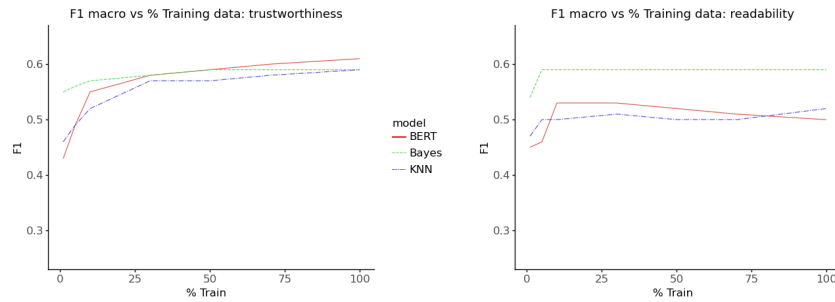 F1 macro vs % Training data: trustworthiness
0.6
0.5
0.4
0.3
F1
0
25
50
75
100
% Train
model
BERT
Bayes
KNN
F1 macro vs % Training data: readability
0.6
0.5
0.4
0.3
F1
0
25
50
75
100
% Train